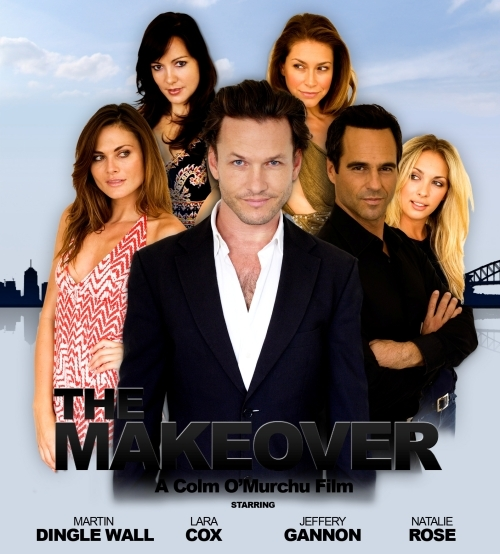 THE
MAKEOVER
A Colm O'Murchu Film
STARRING
MARTIN LARA JEFFERY NATALIE
DINGLE WALL COX GANNON ROSE